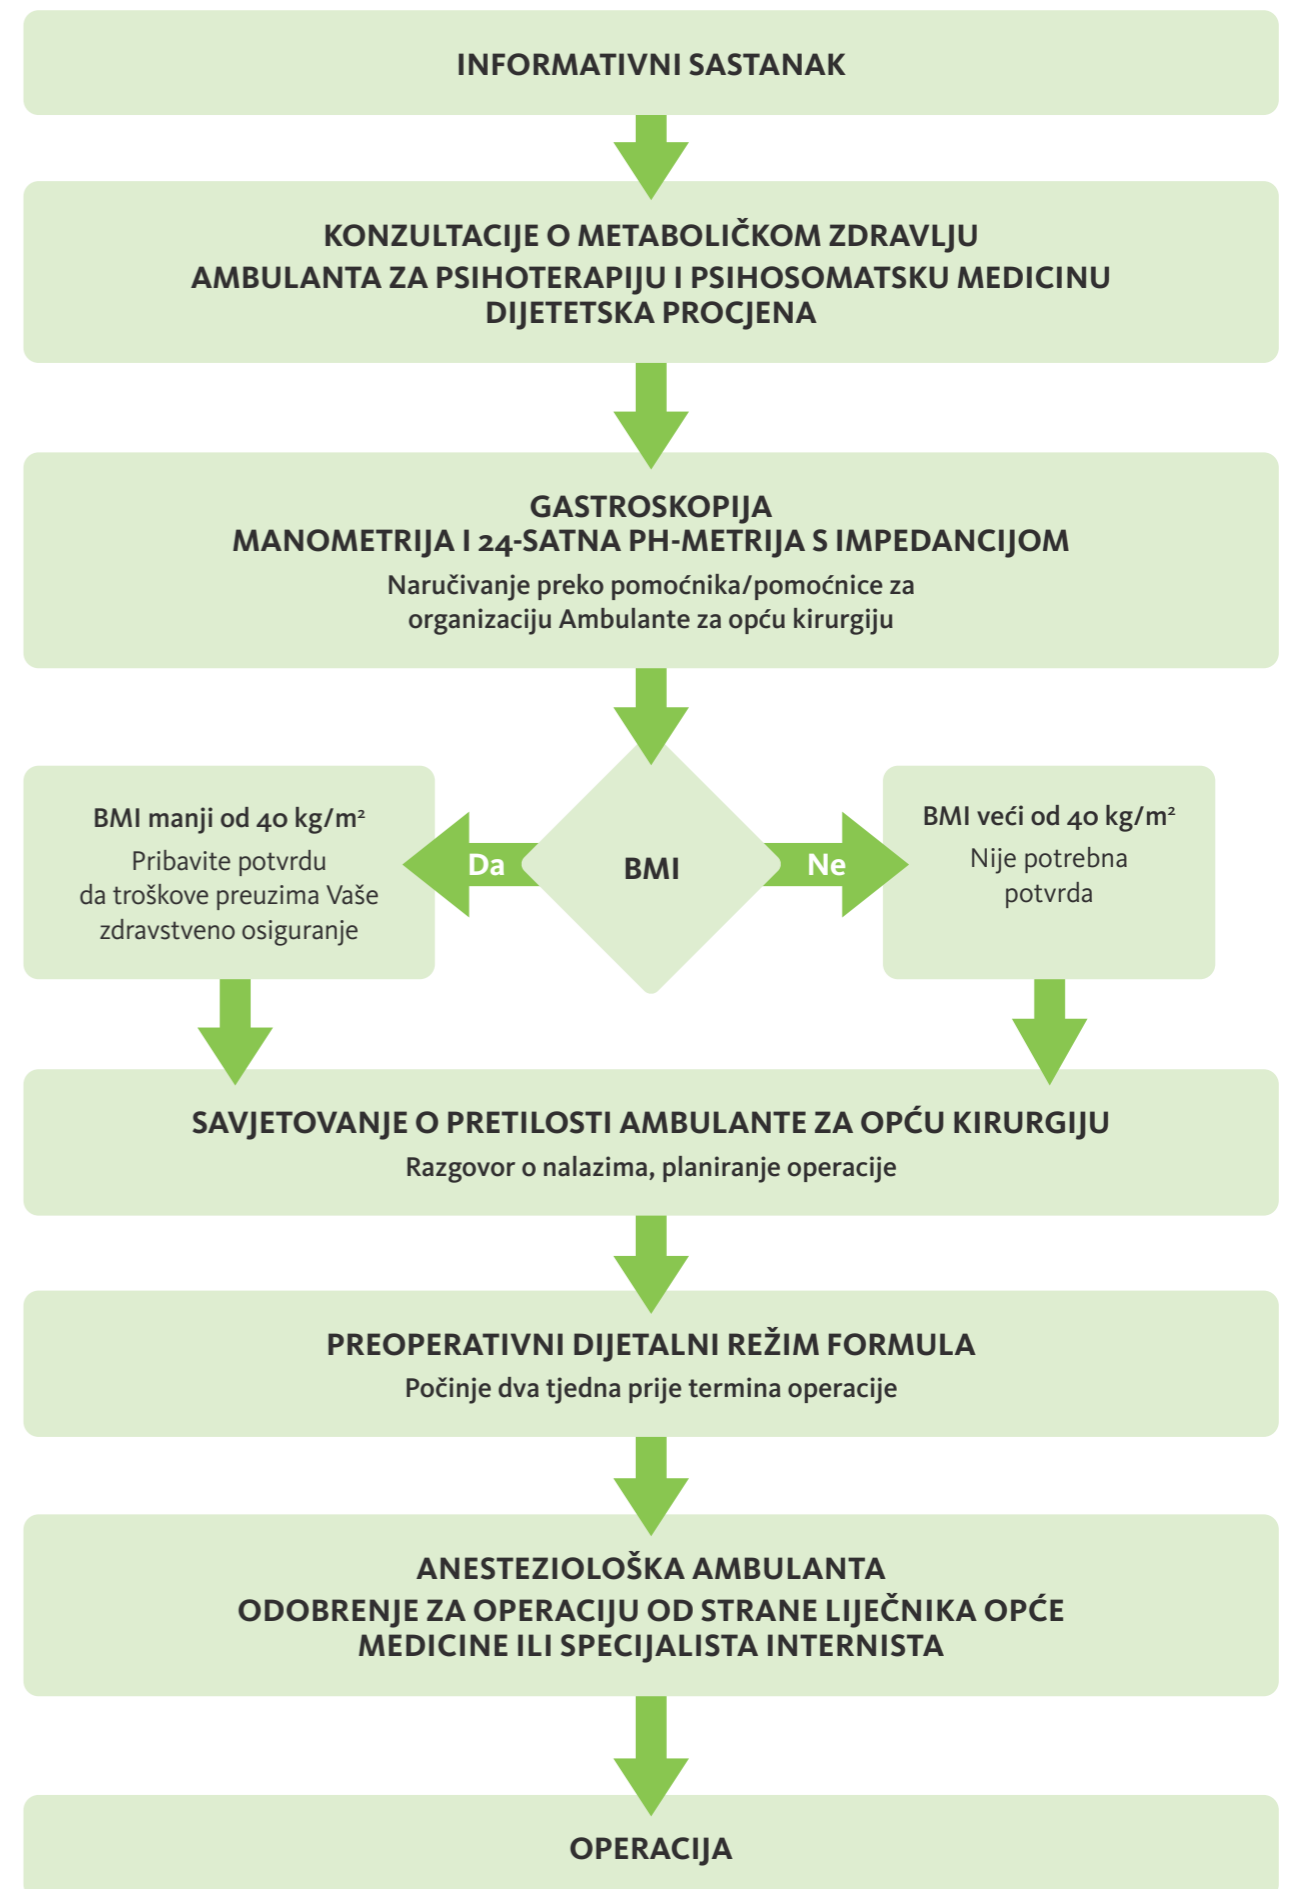 INFORMATIVNI SASTANAK
KONZULTACIJE O METABOLIČKOM ZDRAVLJU
AMBULANTA ZA PSIHOTERAPIJU I PSIHOSOMATSKU MEDICINU
DIJETETSKA PROCJENA
GASTROSKOPIJA
MANOMETRIJA I 24-SATNA PH-METRIJA S IMPEDANCIJOM
Naručivanje preko pomoćnika/pomoćnice za
organizaciju Ambulante za opću kirurgiju
BMI manji od 40 kg/m²
Pribavite potvrdu
da troškove preuzima Vaše
zdravstveno osiguranje
Da
BMI
Ne
BMI veći od 40 kg/m²
Nije potrebna
potvrda
SAVJETOVANJE O PRETILOSTI AMBULANTE ZA OPĆU KIRURGIJU
Razgovor o nalazima, planiranje operacije
PREOPERATIVNI DIJETALNI REŽIM FORMULA
Počinje dva tjedna prije termina operacije
ANESTEZIOLOŠKA AMBULANTA
ODOBRENJE ZA OPERACIJU OD STRANE LIJEČNIKA OPĆE
MEDICINE ILI SPECIJALISTA INTERNISTA
OPERACIJA